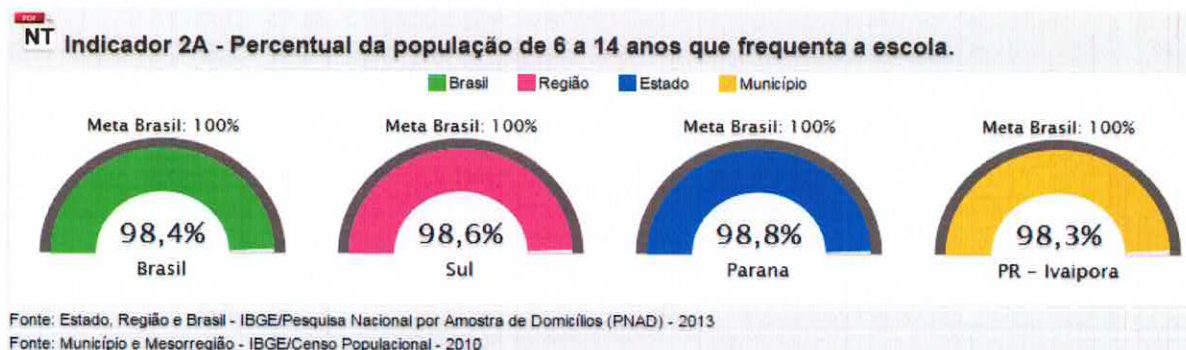 PDF
NT
Indicador 2A - Percentual da população de 6 a 14 anos que frequenta a escola.
Brasil Região Estado Município
Meta Brasil: 100% Meta Brasil: 100% Meta Brasil: 100% Meta Brasil: 100%
98,4% 98,6% 98,8% 98,3%
Brasil Sul Parana PR - Ivaipora
Fonte: Estado, Região e Brasil - IBGE/Pesquisa Nacional por Amostra de Domicílios (PNAD) - 2013
Fonte: Município e Mesorregião - IBGE/Censo Populacional - 2010